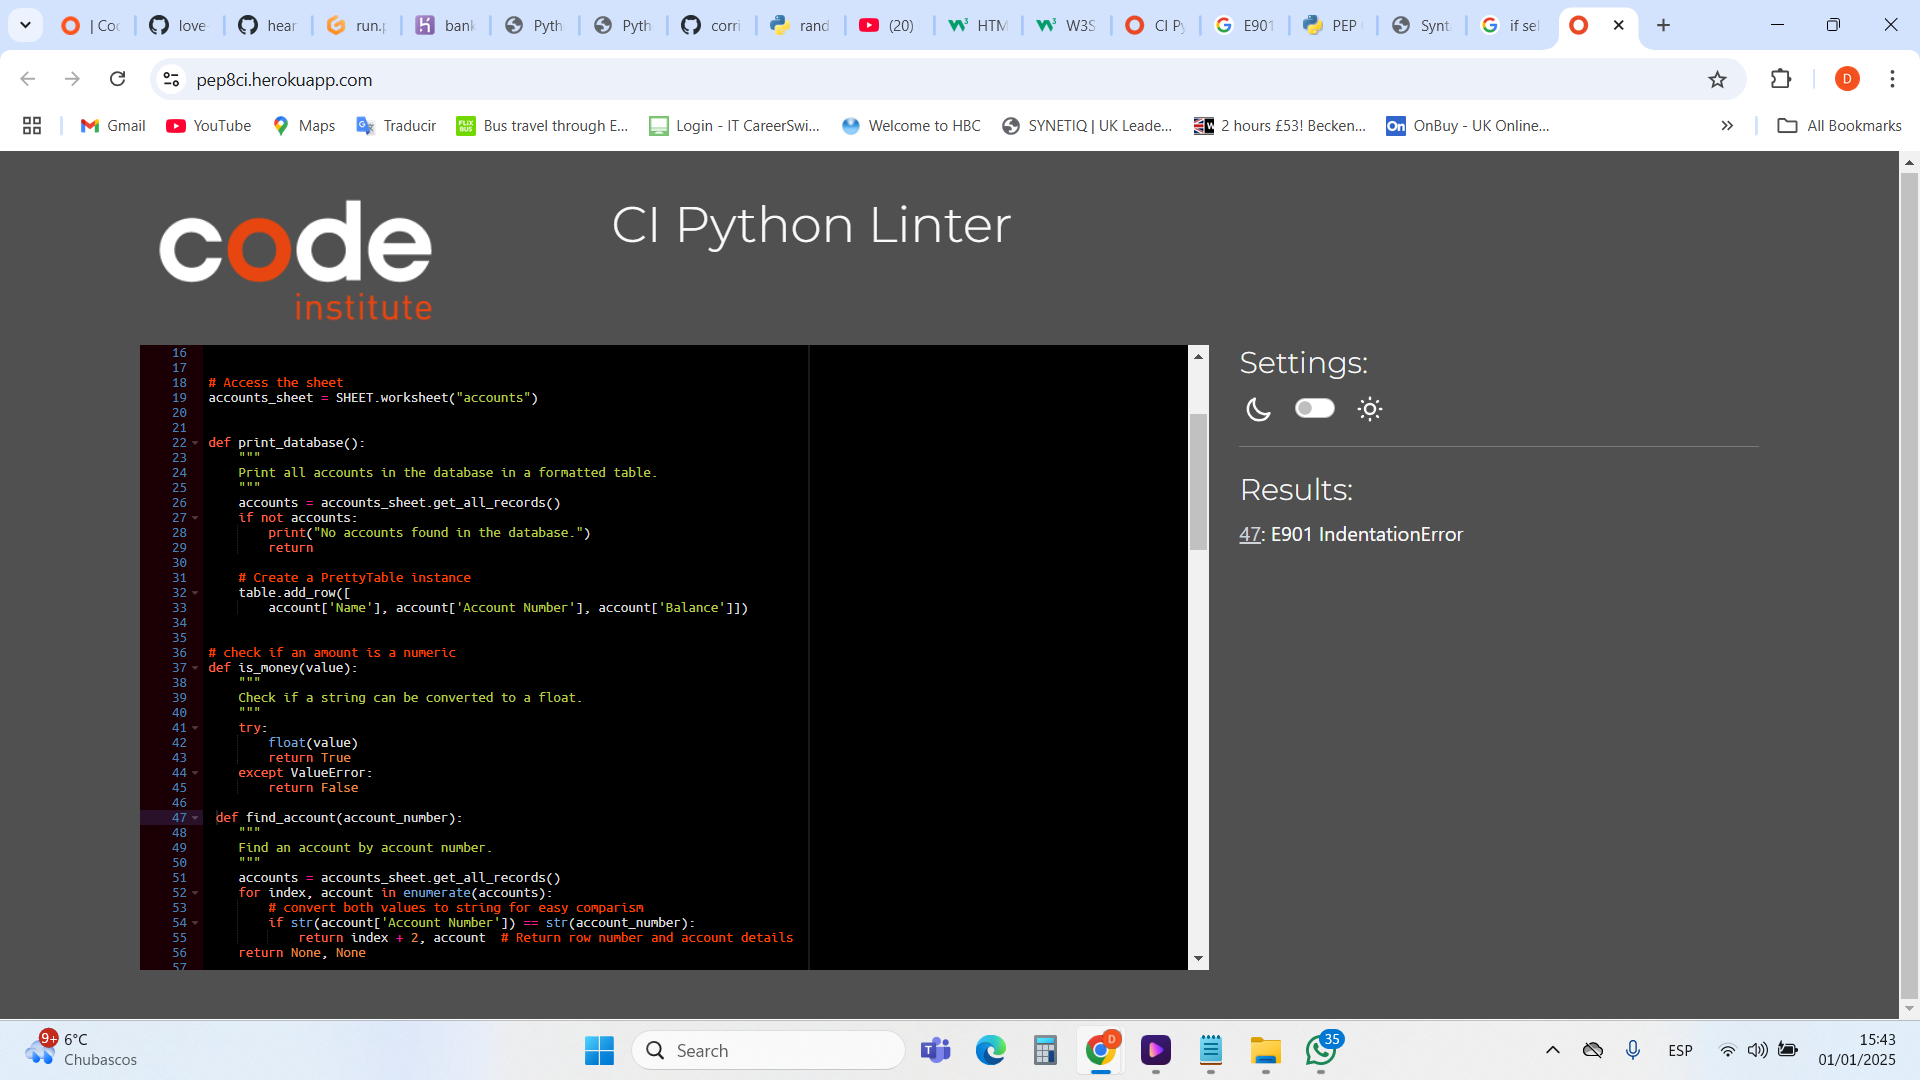 | Co
love
hear
run.p
bank
Pyth
Pyth
corri
rand
(20)
HTM
W3S
CI Py
E901
PEP
Synt
if sel
pep8ci.herokuapp.com
D
Gmail
YouTube
Maps
Traducir
Bus travel through E...
Login - IT CareerSwi...
Welcome to HBC
SYNETIQ | UK Leade...
2 hours £53! Becken...
OnBuy - UK Online...
»
All Bookmarks
code
institute
CI Python Linter
16
17
18 # Access the sheet
19 accounts_sheet = SHEET.worksheet("accounts")
20
21
22 def print_database():
23 """
24 Print all accounts in the database in a formatted table.
25 """
26 accounts = accounts_sheet.get_all_records()
27 if not accounts:
28 print("No accounts found in the database.")
29 return
30
31 # Create a PrettyTable instance
32 table.add_row([
33 account['Name'], account['Account Number'], account['Balance']])
34
35
36 # check if an amount is a numeric
37 def is_money(value):
38 """
39 Check if a string can be converted to a float.
40 """
41 try:
42 float(value)
43 return True
44 except ValueError:
45 return False
46
47 def find_account(account_number):
48 """
49 Find an account by account number.
50 """
51 accounts = accounts_sheet.get_all_records()
52 for index, account in enumerate(accounts):
53 # convert both values to string for easy comparism
54 if str(account['Account Number']) == str(account_number):
55 return index + 2, account # Return row number and account details
56 return None, None
57
Settings:
Results:
47: E901 IndentationError
9+
6°C
Chubascos
Search
D
35
ESP
15:43
01/01/2025